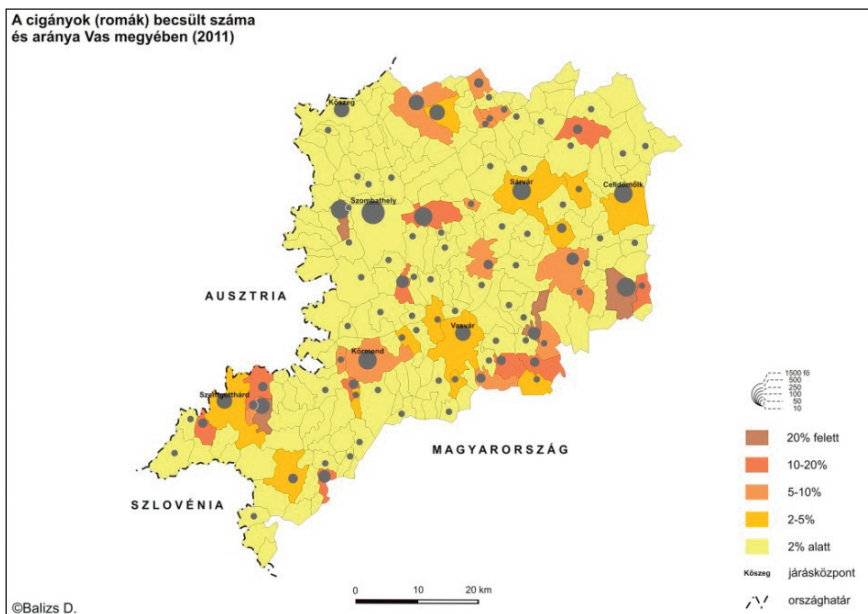 A cigányok (romák) becsült száma
és aránya Vas megyében (2011)
Kőszeg
Sárvár
Celldömölk
Szombathely
AUSZTRIA
Vasvár
Körmend
Szentgotthárd
MAGYARORSZÁG
SZLOVÉNIA
1500 fő
500
250
100
50
10
20% felett
10-20%
5-10%
2-5%
2% alatt
Kőszeg járásközpont
országhatár
0 10 20 km
©Balizs D.